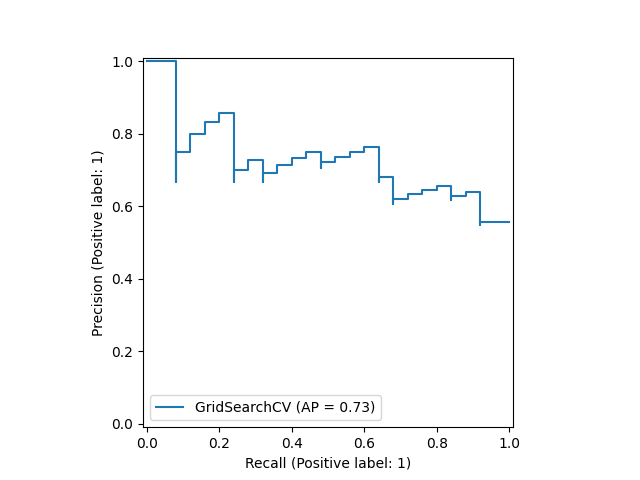 1.0
0.8
0.6
0.4
0.2
0.0
Precision (Positive label: 1)
GridSearchCV (AP = 0.73)
0.0 0.2 0.4 0.6 0.8 1.0
Recall (Positive label: 1)